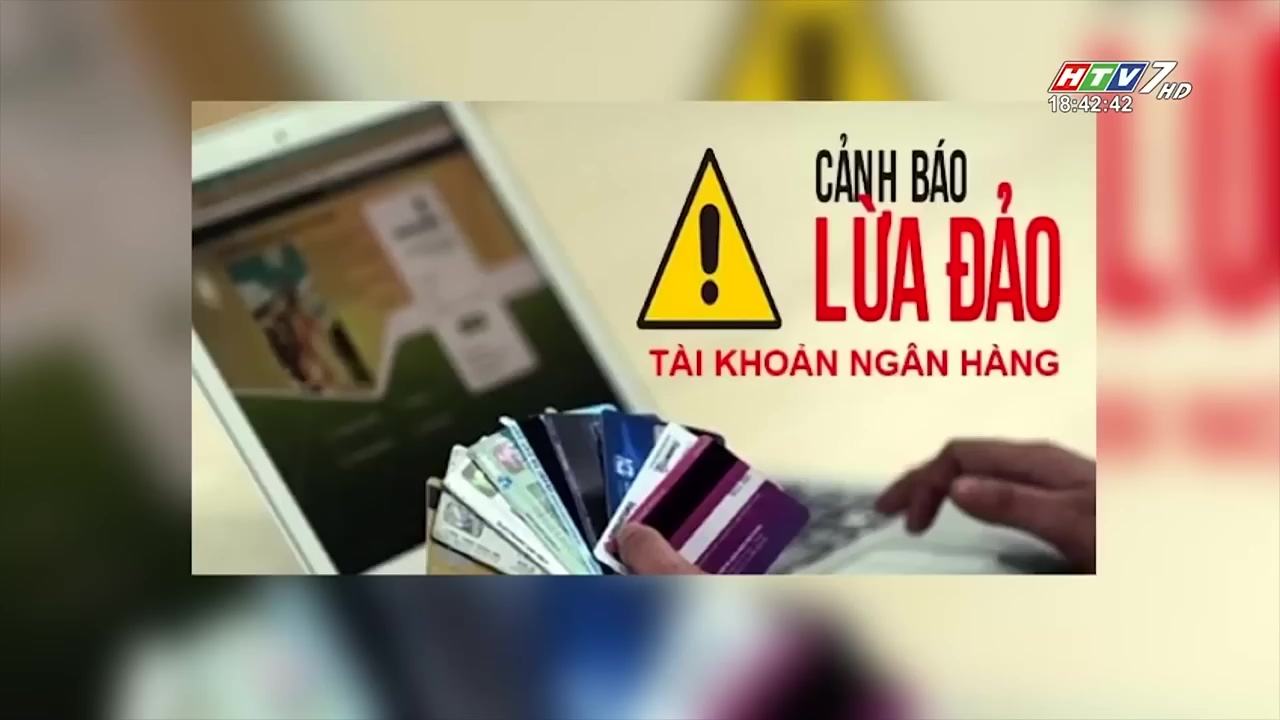 HTV7 HD
18:42:42
CẢNH BÁO
LỪA ĐẢO
TÀI KHOẢN NGÂN HÀNG